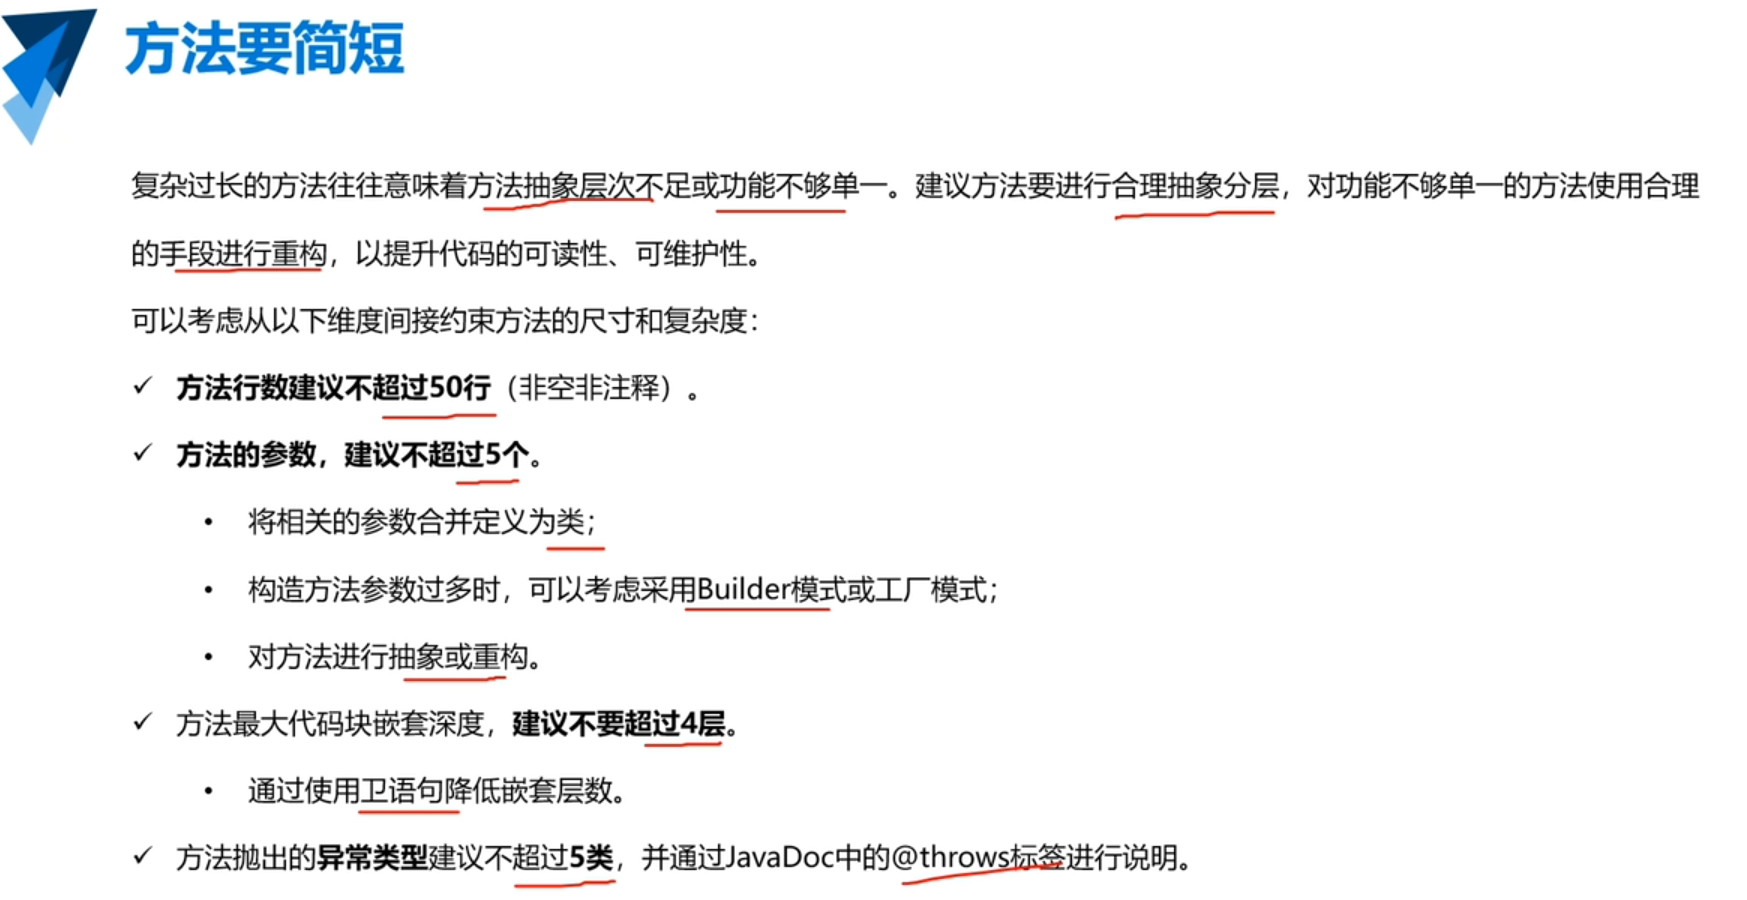 方法要简短
复杂过长的方法往往意味着方法抽象层次不足或功能不够单一。建议方法要进行合理抽象分层，对功能不够单一的方法使用合理
的手段进行重构，以提升代码的可读性、可维护性。
可以考虑从以下维度间接约束方法的尺寸和复杂度：
✓ 方法行数建议不超过50行（非空非注释）。
✓ 方法的参数，建议不超过5个。
• 将相关的参数合并定义为类；
• 构造方法参数过多时，可以考虑采用Builder模式或工厂模式；
• 对方法进行抽象或重构。
✓ 方法最大代码块嵌套深度，建议不要超过4层。
• 通过使用卫语句降低嵌套层数。
✓ 方法抛出的异常类型建议不超过5类，并通过JavaDoc中的@throws标签进行说明。